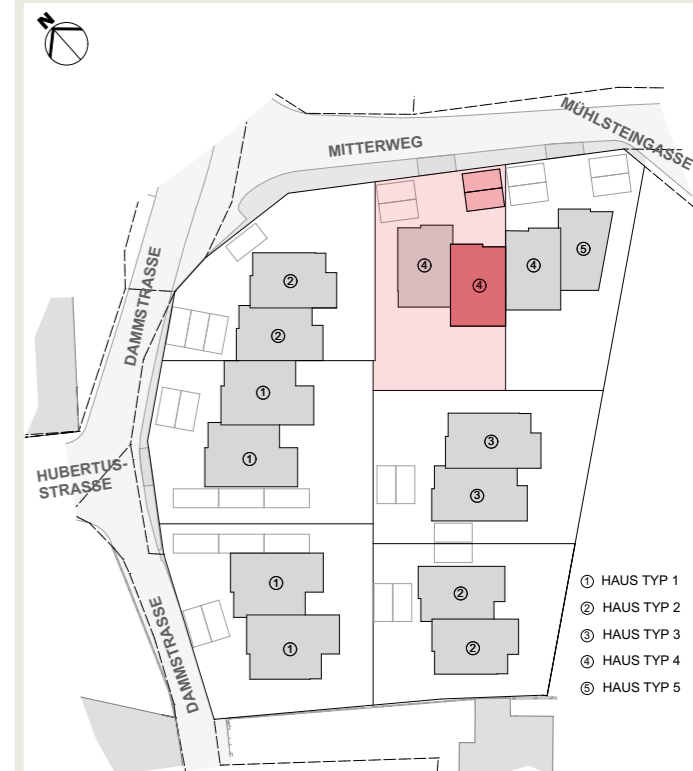 N
MÜHLSTEINGASSE
MITTERWEG
DAMMSTRASSE
4
4
4
5
2
2
1
1
HUBERTUS-
STRASSE
3
3
1
1
2
2
DAMMSTRASSE
1 HAUS TYP 1
2 HAUS TYP 2
3 HAUS TYP 3
4 HAUS TYP 4
5 HAUS TYP 5